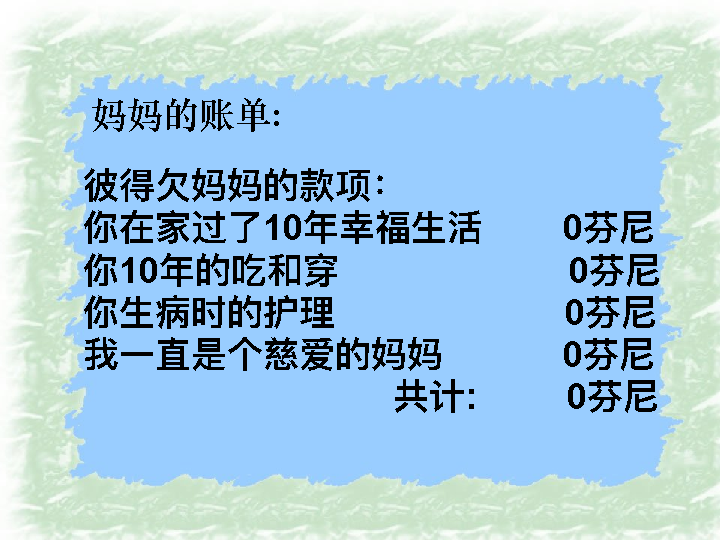 妈妈的账单:
彼得欠妈妈的款项：
你在家过了10年幸福生活 0芬尼
你10年的吃和穿 0芬尼
你生病时的护理 0芬尼
我一直是个慈爱的妈妈 0芬尼
共计: 0芬尼